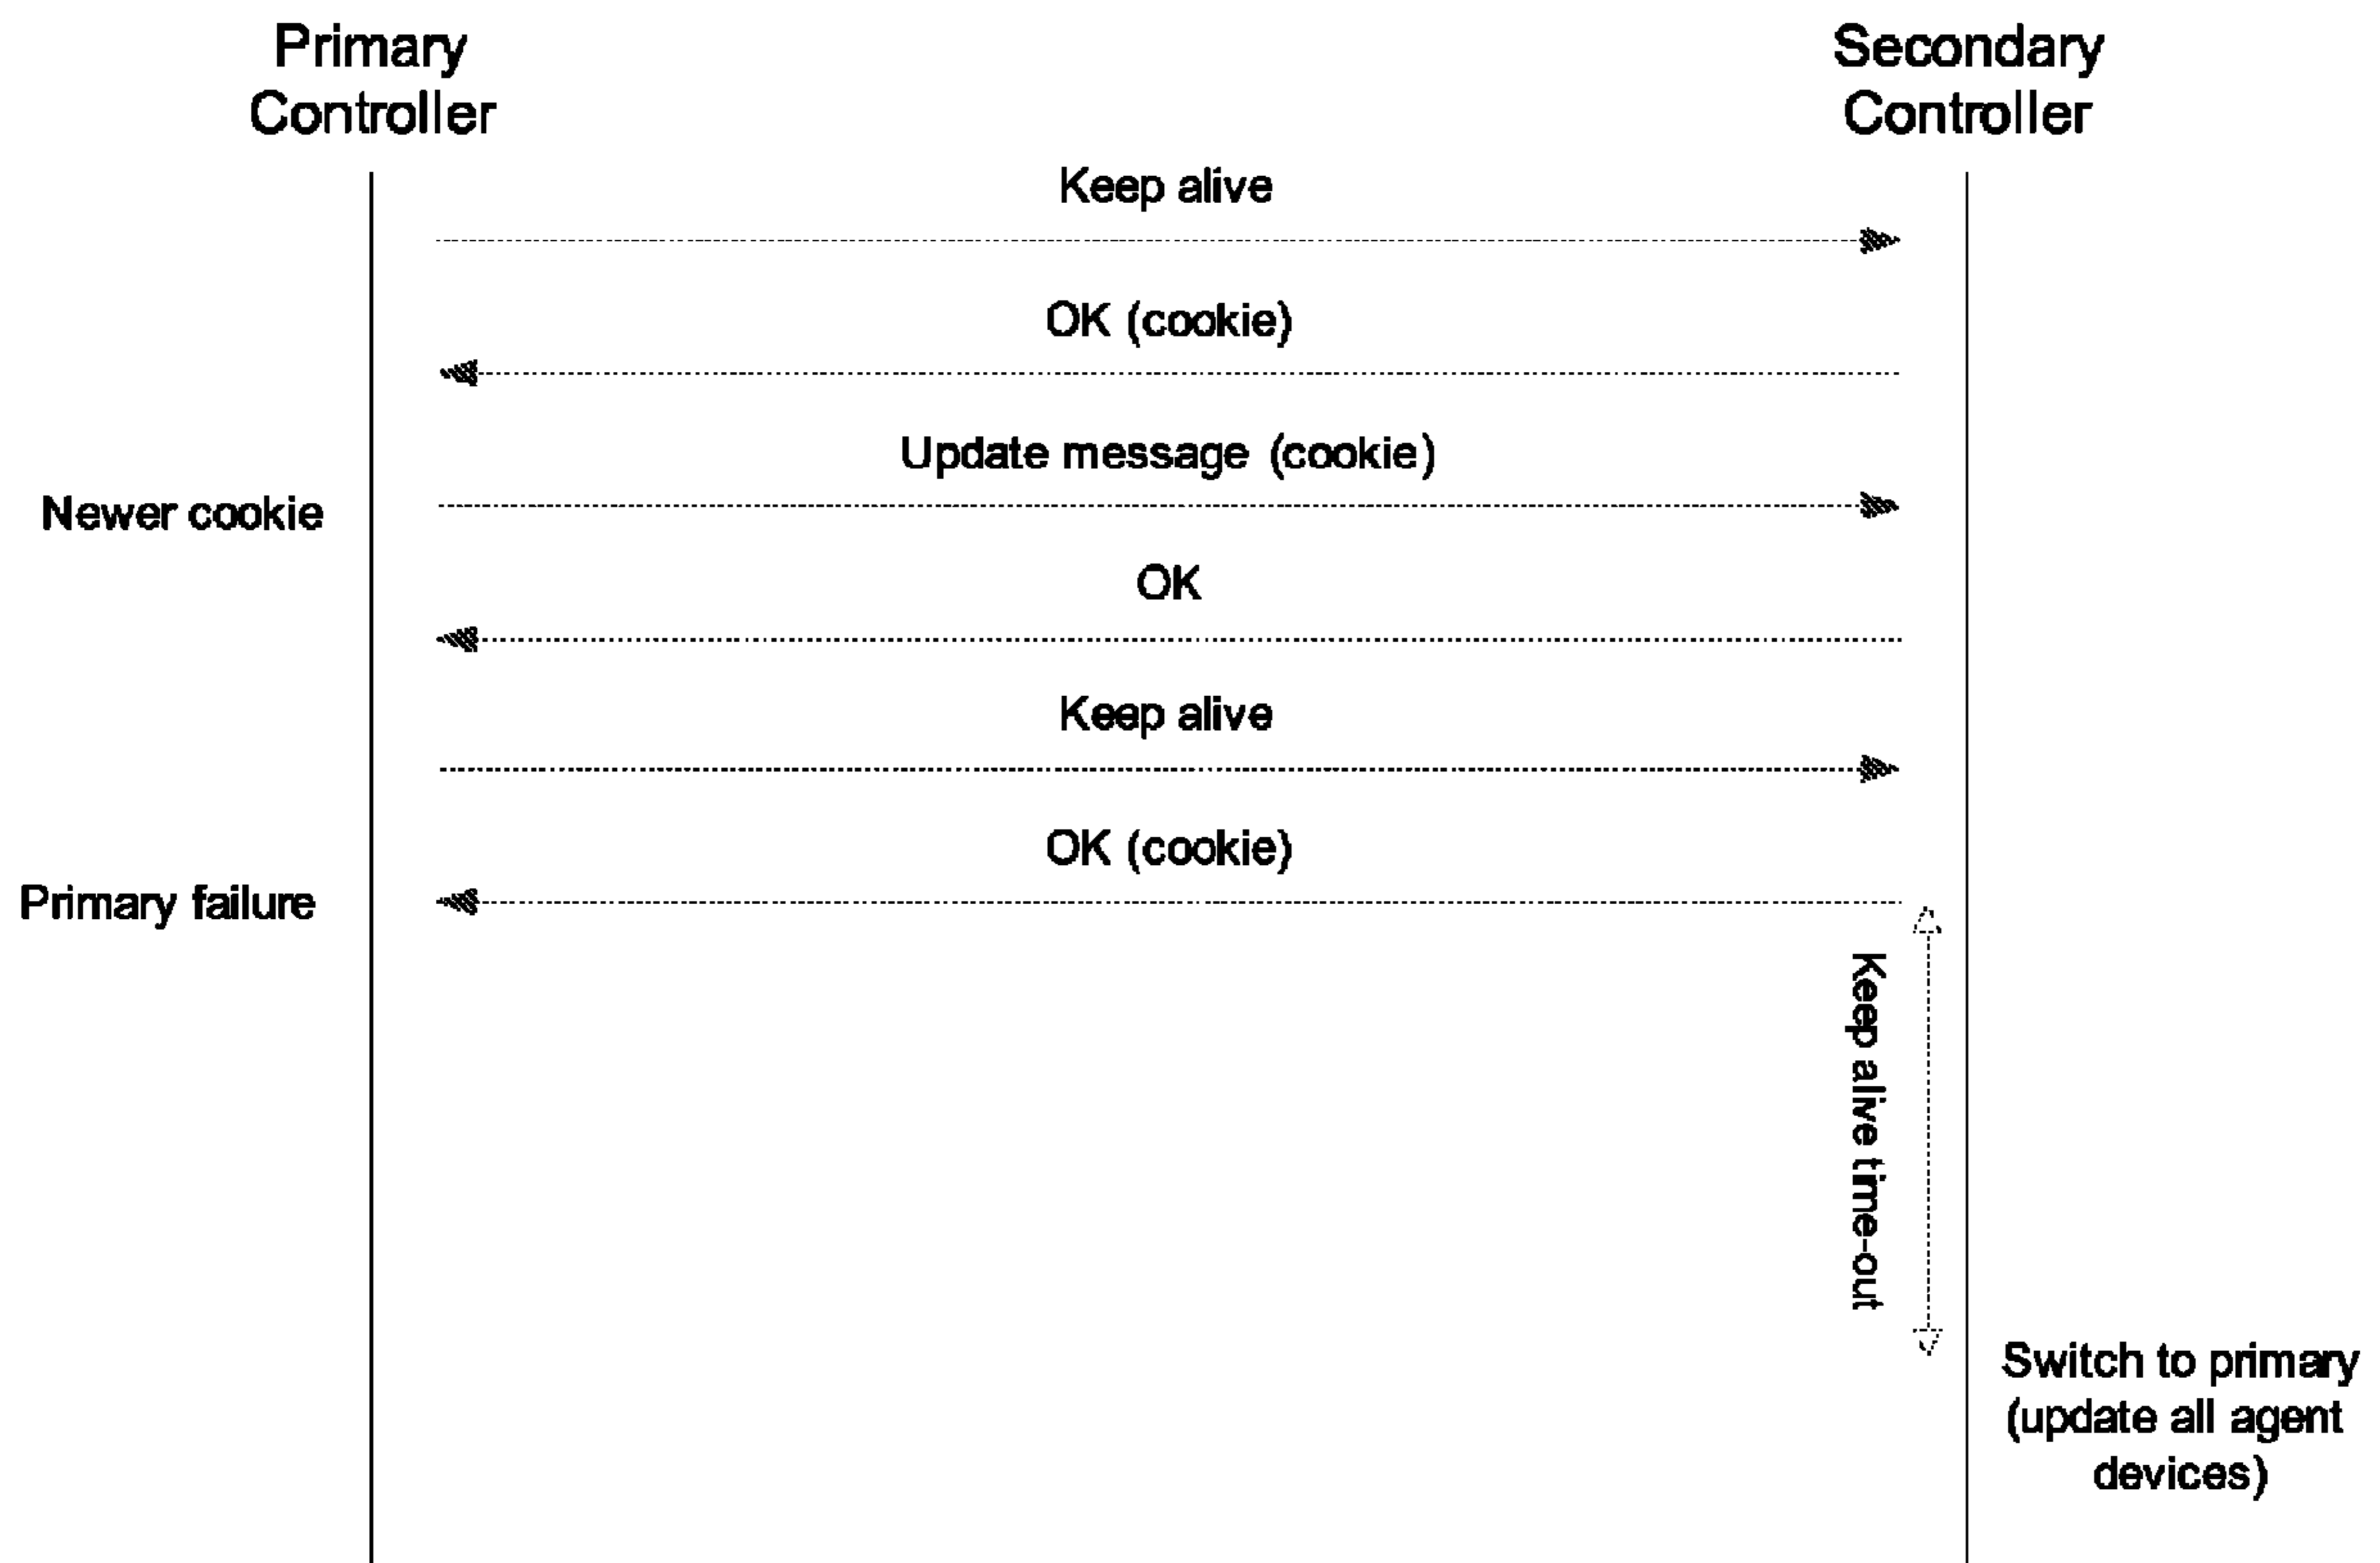 Primary
Controller
Secondary
Controller
Keep alive
OK (cookie)
Update message (cookie)
Newer cookie
OK
Keep alive
OK (cookie)
Primary failure
Keep alive time-out
Switch to primary
(update all agent
devices)